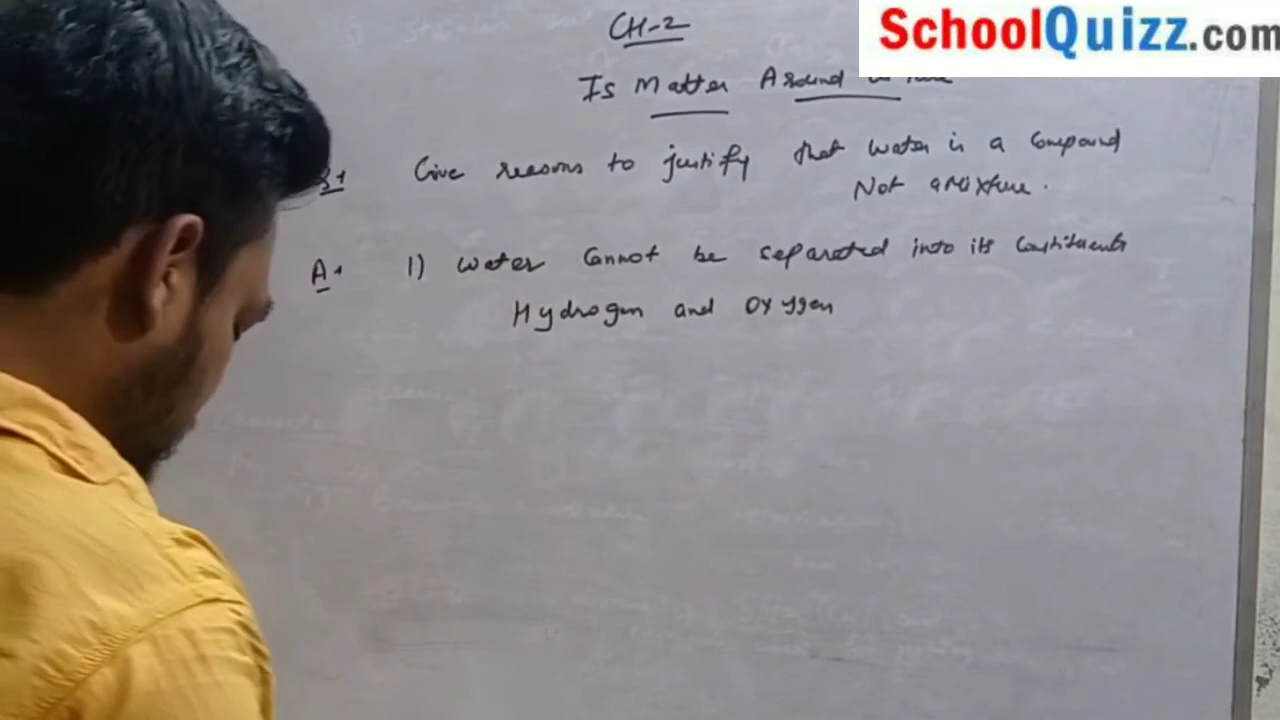 SchoolQuizz.com
CH-2
Is Matter Around
Give reasons to justify that water is a Compound
Not a Mixture.
A. 1) Water Cannot be separated into its Constituents
Hydrogen and Oxygen